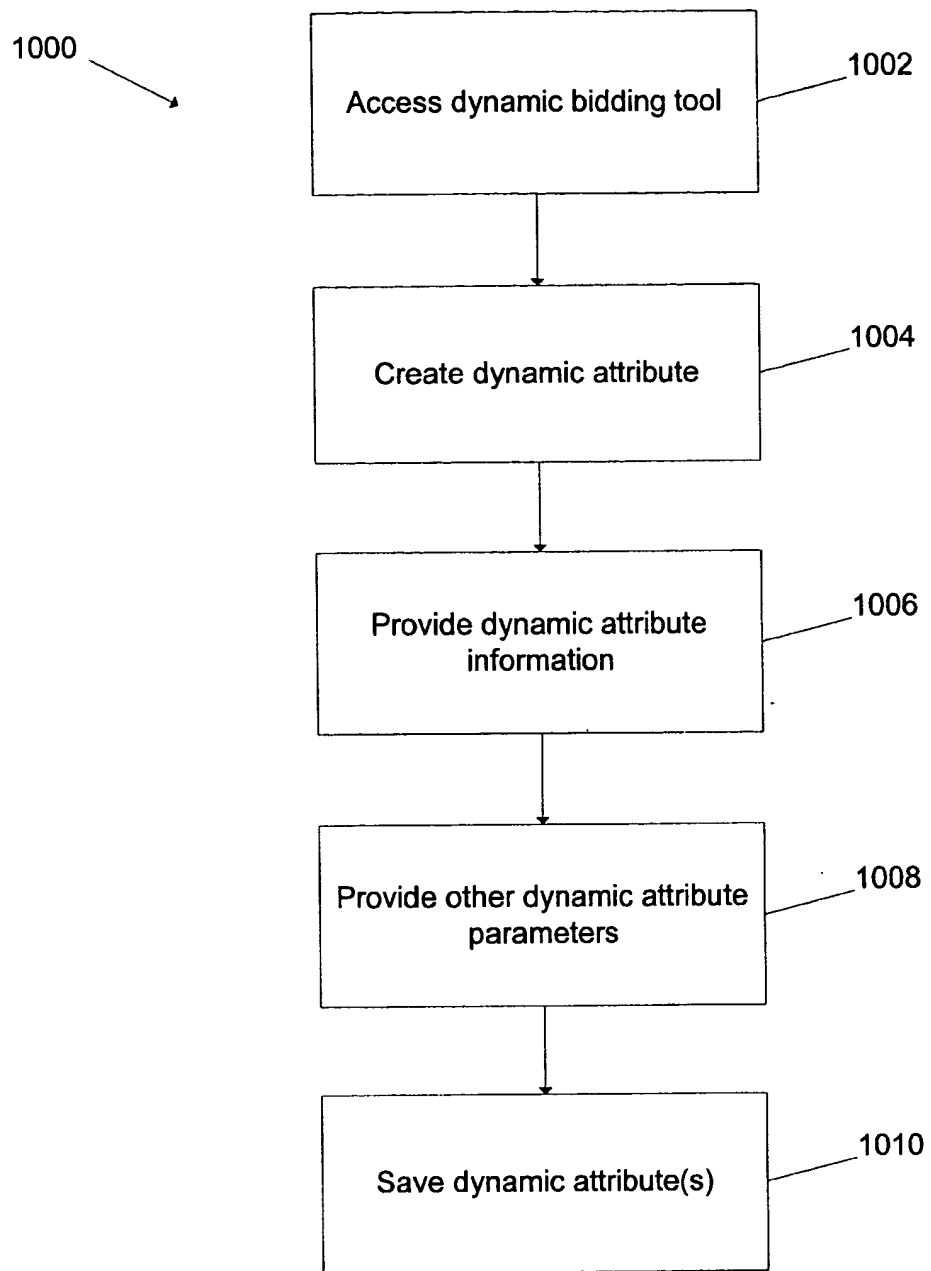 1000
1002
Access dynamic bidding tool
1004
Create dynamic attribute
1006
Provide dynamic attribute
information
1008
Provide other dynamic attribute
parameters
1010
Save dynamic attribute(s)